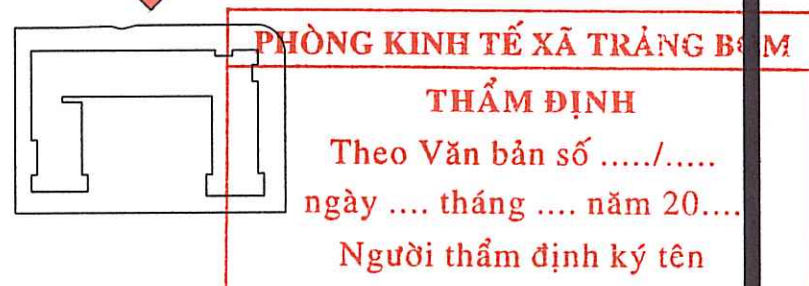 PHÒNG KINH TẾ XÃ TRẢNG BOM
THẨM ĐỊNH
Theo Văn bản số ...../.....
ngày .... tháng .... năm 20....
Người thẩm định ký tên